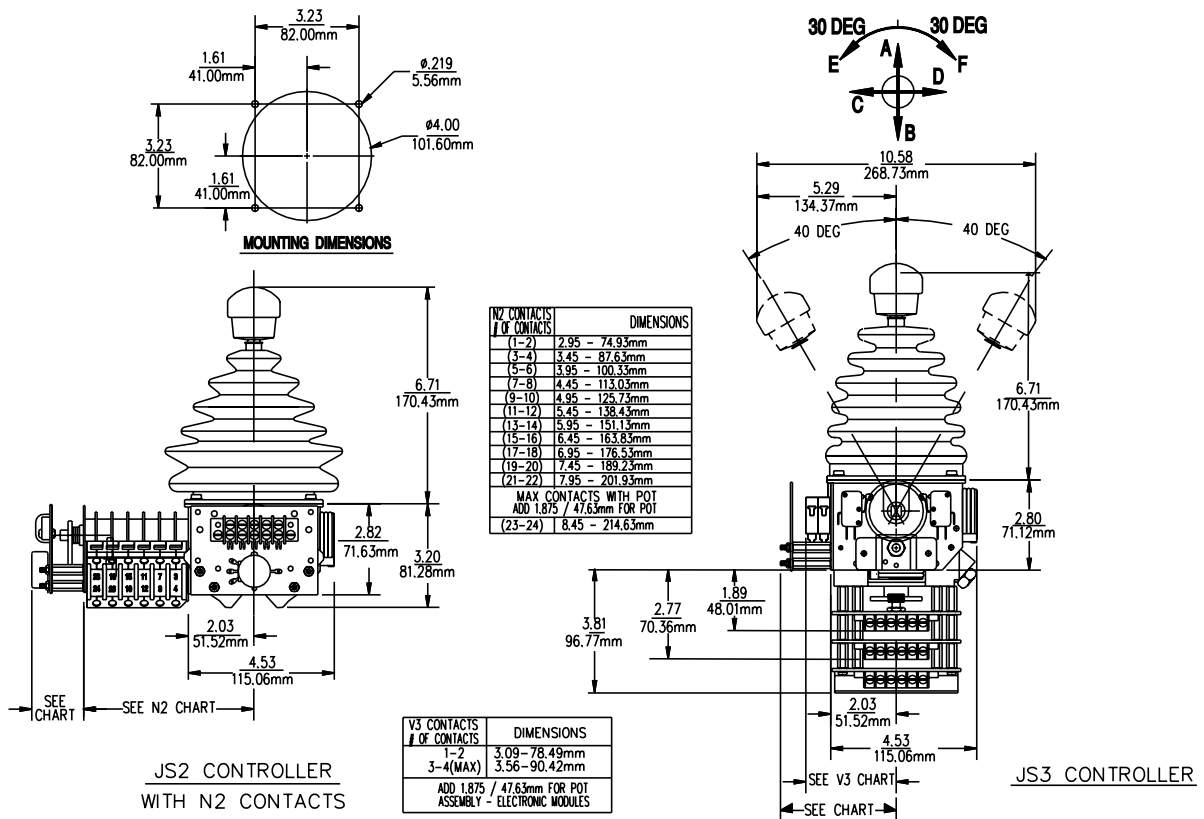 3.23
82.00mm
1.61
41.00mm
ø.219
5.56mm
ø4.00
101.60mm
3.23
82.00mm
1.61
41.00mm
MOUNTING DIMENSIONS
30 DEG
30 DEG
A
E
F
C
D
B
10.58
268.73mm
5.29
134.37mm
40 DEG
40 DEG
6.71
170.43mm
2.82
71.63mm
3.20
81.28mm
2.03
51.52mm
4.53
115.06mm
SEE
CHART
SEE N2 CHART
JS2 CONTROLLER
WITH N2 CONTACTS
N2 CONTACTS
# OF CONTACTS
DIMENSIONS
(1-2) 2.95 - 74.93mm
(3-4) 3.45 - 87.63mm
(5-6) 3.95 - 100.33mm
(7-8) 4.45 - 113.03mm
(9-10) 4.95 - 125.73mm
(11-12) 5.45 - 138.43mm
(13-14) 5.95 - 151.13mm
(15-16) 6.45 - 163.83mm
(17-18) 6.95 - 176.53mm
(19-20) 7.45 - 189.23mm
(21-22) 7.95 - 201.93mm
MAX CONTACTS WITH POT
ADD 1.875 / 47.63mm FOR POT
(23-24) 8.45 - 214.63mm
V3 CONTACTS
# OF CONTACTS
DIMENSIONS
1-2 3.09-78.49mm
3-4(MAX) 3.56-90.42mm
ADD 1.875 / 47.63mm FOR POT
ASSEMBLY - ELECTRONIC MODULES
6.71
170.43mm
2.80
71.12mm
1.89
48.01mm
2.77
70.36mm
3.81
96.77mm
2.03
51.52mm
4.53
115.06mm
SEE V3 CHART
SEE CHART
JS3 CONTROLLER